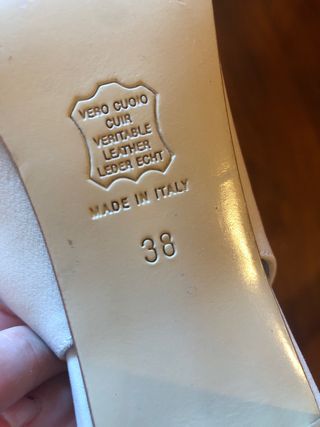 VERO CUOIO
CUIR
VERITABLE
LEATHER
LEDER ECHT
MADE IN ITALY
38